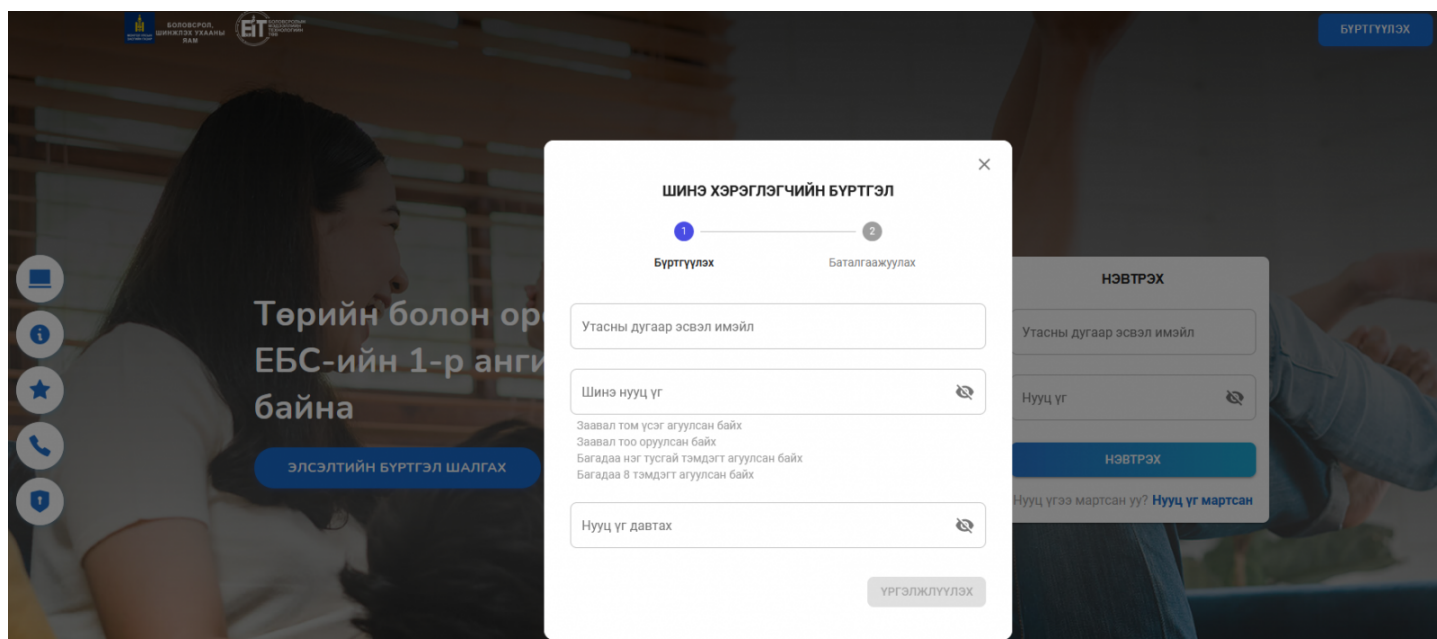 БОЛОВСРОЛ,
ШИНЖЛЭХ УХААНЫ
ЯАМ
EIT
БҮРТГҮҮЛЭХ
Төрийн болон ор
ЕБС-ийн 1-р анги
байна
ЭЛСЭЛТИЙН БҮРТГЭЛ ШАЛГАХ
ШИНЭ ХЭРЭГЛЭГЧИЙН БҮРТГЭЛ
1
2
Бүртгүүлэх
Баталгаажуулах
Утасны дугаар эсвэл имэйл
Шинэ нууц үг
Заавал том үсэг агуулсан байх
Заавал тоо оруулсан байх
Багадаа нэг тусгай тэмдэгт агуулсан байх
Багадаа 8 тэмдэгт агуулсан байх
Нууц үг давтах
ҮРГЭЛЖЛҮҮЛЭХ
НЭВТРЭХ
Утасны дугаар эсвэл имэйл
Нууц үг
НЭВТРЭХ
Нууц үгээ мартсан уу? Нууц үг мартсан